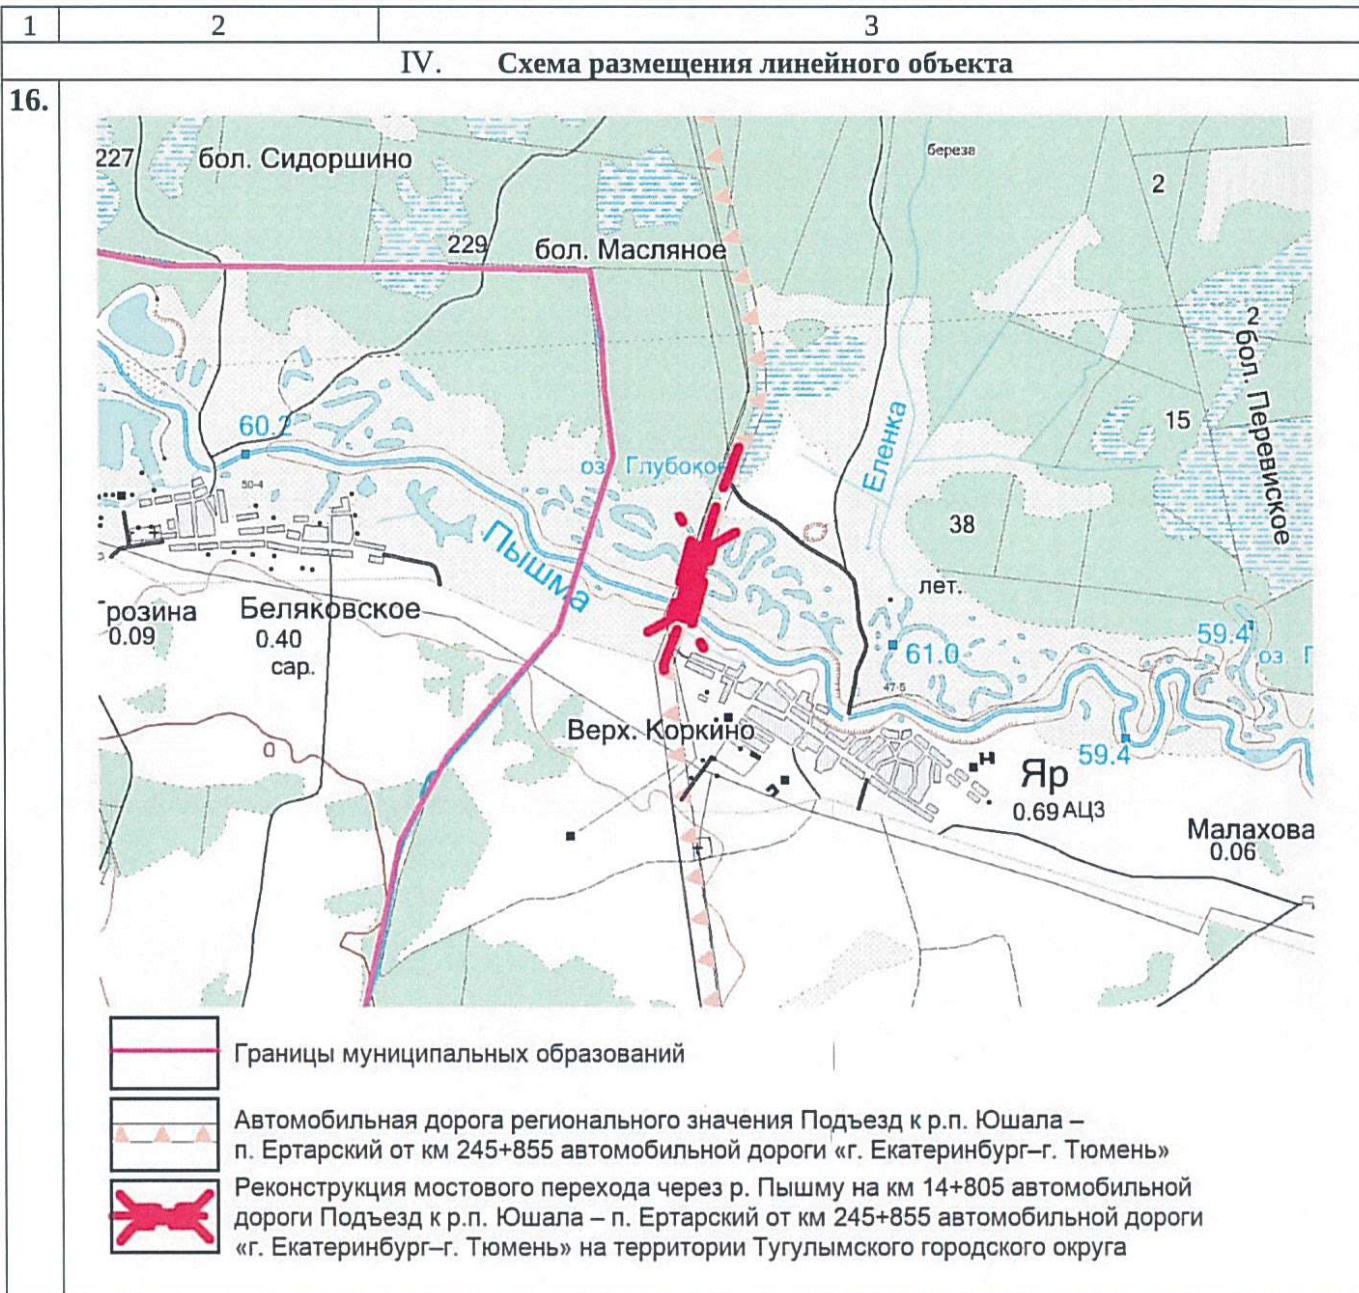 1 2 3
IV. Схема размещения линейного объекта
16.
227 бол. Сидоршино
береза
2
229 бол. Масляное
2
бол. Перевиское
15
60.2
Еленка
оз. Глубокое
50-4
38
Пышма
лет.
розина
0.09
Беляковское
0.40
сар.
59.4
61.0
оз. Г
47-5
Верх. Коркино
59.4
Яр
0.69 АЦЗ
Малахова
0.06
Границы муниципальных образований
Автомобильная дорога регионального значения Подъезд к р.п. Юшала –
п. Ертарский от км 245+855 автомобильной дороги «г. Екатеринбург–г. Тюмень»
Реконструкция мостового перехода через р. Пышму на км 14+805 автомобильной
дороги Подъезд к р.п. Юшала – п. Ертарский от км 245+855 автомобильной дороги
«г. Екатеринбург–г. Тюмень» на территории Тугулымского городского округа